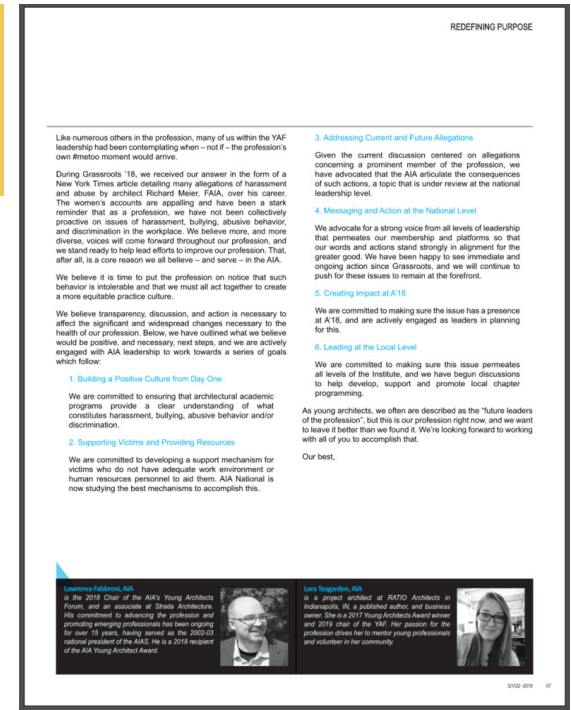 REDEFINING PURPOSE
Like numerous others in the profession, many of us within the YAF
leadership had been contemplating when – not if – the profession's
own #metoo moment would arrive.
During Grassroots '18, we received our answer in the form of a
New York Times article detailing many allegations of harassment
and abuse by architect Richard Meier, FAIA, over his career.
The women's accounts are appalling and have been a stark
reminder that as a profession, we have not been collectively
proactive on issues of harassment, bullying, abusive behavior,
and discrimination in the workplace. We believe more, and more
diverse, voices will come forward throughout our profession, and
we stand ready to help lead efforts to improve our profession. That,
after all, is a core reason we all believe – and serve – in the AIA.
We believe it is time to put the profession on notice that such
behavior is intolerable and that we must all act together to create
a more equitable practice culture.
We believe transparency, discussion, and action is necessary to
affect the significant and widespread changes necessary to the
health of our profession. Below, we have outlined what we believe
would be positive, and necessary, next steps, and we are actively
engaged with AIA leadership to work towards a series of goals
which follow:
1. Building a Positive Culture from Day One
We are committed to ensuring that architectural academic
programs provide a clear understanding of what
constitutes harassment, bullying, abusive behavior and/or
discrimination.
2. Supporting Victims and Providing Resources
We are committed to developing a support mechanism for
victims who do not have adequate work environment or
human resources personnel to aid them. AIA National is
now studying the best mechanisms to accomplish this.
3. Addressing Current and Future Allegations
Given the current discussion centered on allegations
concerning a prominent member of the profession, we
have advocated that the AIA articulate the consequences
of such actions, a topic that is under review at the national
leadership level.
4. Messaging and Action at the National Level
We advocate for a strong voice from all levels of leadership
that permeates our membership and platforms so that
our words and actions stand strongly in alignment for the
greater good. We have been happy to see immediate and
ongoing action since Grassroots, and we will continue to
push for these issues to remain at the forefront.
5. Creating Impact at A'18
We are committed to making sure the issue has a presence
at A'18, and are actively engaged as leaders in planning
for this.
6. Leading at the Local Level
We are committed to making sure this issue permeates
all levels of the Institute, and we have begun discussions
to help develop, support and promote local chapter
programming.
As young architects, we often are described as the "future leaders
of the profession", but this is our profession right now, and we want
to leave it better than we found it. We're looking forward to working
with all of you to accomplish that.
Our best,
Lawrence Fabbroni, AIA
is the 2018 Chair of the AIA's Young Architects
Forum, and an associate at Strada Architecture.
His commitment to advancing the profession and
promoting emerging professionals has been ongoing
for over 15 years, having served as the 2002-03
national president of the AIAS. He is a 2018 recipient
of the AIA Young Architect Award.
Lora Teagarden, AIA
is a project architect at RATIO Architects in
Indianapolis, IN, a published author, and business
owner. She is a 2017 Young Architects Award winner
and 2019 chair of the YAF. Her passion for the
profession drives her to mentor young professionals
and volunteer in her community.
Q1/Q2 -2018 07